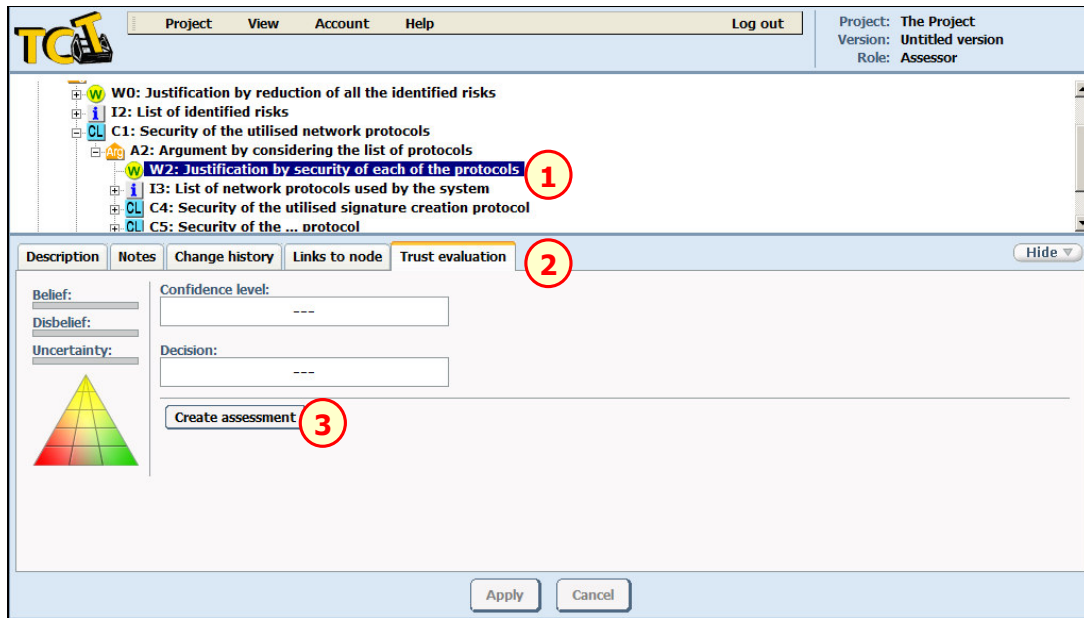 TCT
Project View Account Help Log out
Project: The Project
Version: Untitled version
Role: Assessor
W W0: Justification by reduction of all the identified risks
i I2: List of identified risks
CL C1: Security of the utilised network protocols
Arg A2: Argument by considering the list of protocols
W W2: Justification by security of each of the protocols
1
i I3: List of network protocols used by the system
CL C4: Security of the utilised signature creation protocol
CL C5: Security of the ... protocol
Description Notes Change history Links to node Trust evaluation
2
Hide
Belief:
Disbelief:
Uncertainty:
Confidence level:
---
Decision:
---
Create assessment
3
Apply Cancel